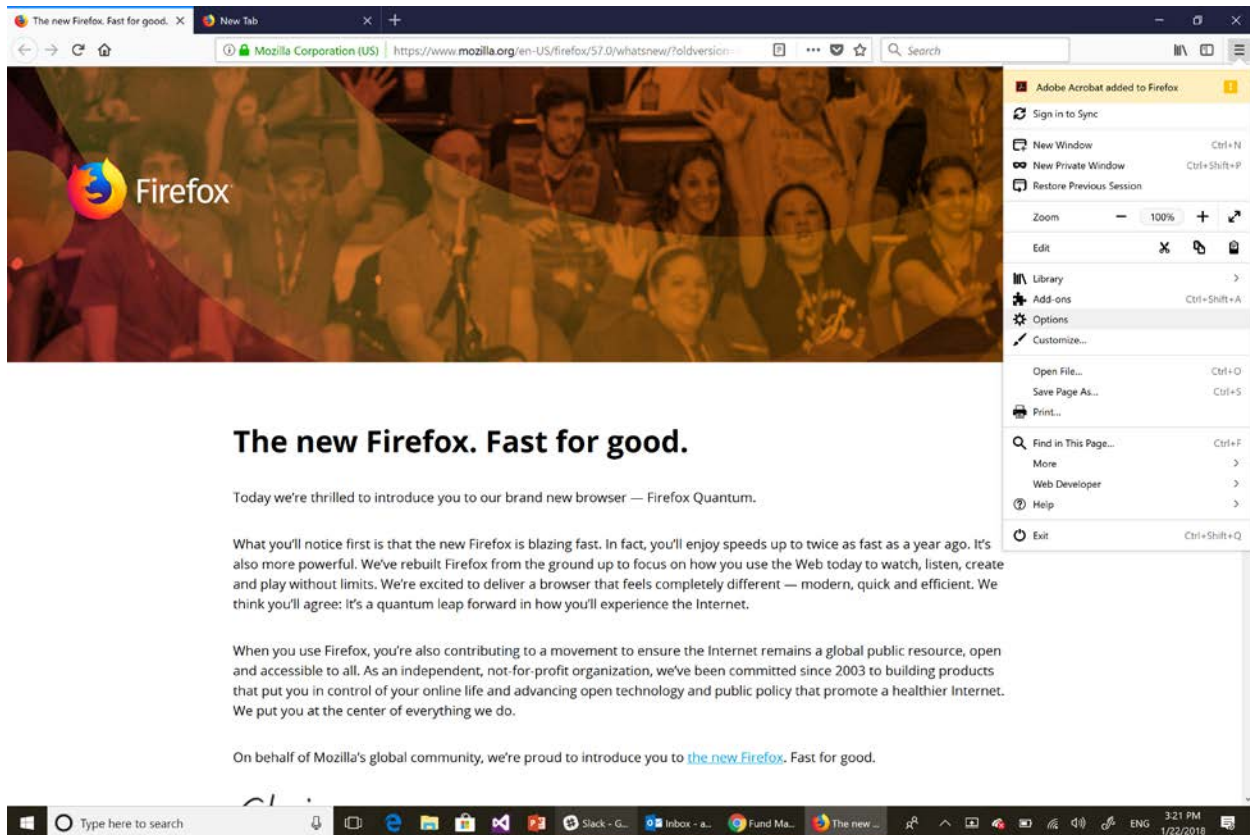 The new Firefox. Fast for good.
New Tab
Mozilla Corporation (US) https://www.mozilla.org/en-US/firefox/57.0/whatsnew/?oldversion
Search
Firefox
Adobe Acrobat added to Firefox
Sign in to Sync
New Window Ctrl+N
New Private Window Ctrl+Shift+P
Restore Previous Session
Zoom − 100% +
Edit
Library
Add-ons Ctrl+Shift+A
Options
Customize...
Open File... Ctrl+O
Save Page As... Ctrl+S
Print...
Find in This Page... Ctrl+F
More
Web Developer
Help
Exit Ctrl+Shift+Q
The new Firefox. Fast for good.
Today we're thrilled to introduce you to our brand new browser — Firefox Quantum.
What you'll notice first is that the new Firefox is blazing fast. In fact, you'll enjoy speeds up to twice as fast as a year ago. It's
also more powerful. We've rebuilt Firefox from the ground up to focus on how you use the Web today to watch, listen, create
and play without limits. We're excited to deliver a browser that feels completely different — modern, quick and efficient. We
think you'll agree: It's a quantum leap forward in how you'll experience the Internet.
When you use Firefox, you're also contributing to a movement to ensure the Internet remains a global public resource, open
and accessible to all. As an independent, not-for-profit organization, we've been committed since 2003 to building products
that put you in control of your online life and advancing open technology and public policy that promote a healthier Internet.
We put you at the center of everything we do.
On behalf of Mozilla's global community, we're proud to introduce you to the new Firefox. Fast for good.
Type here to search
Slack - G...
Inbox - a...
Fund Ma...
The new ...
ENG
3:21 PM
1/22/2018